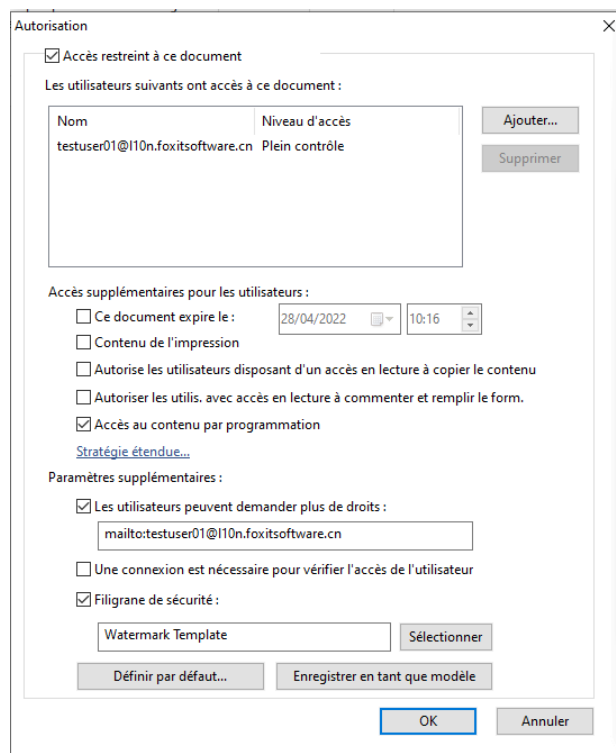 Autorisation
Accès restreint à ce document
Les utilisateurs suivants ont accès à ce document :
Nom Niveau d'accès
testuser01@l10n.foxitsoftware.cn Plein contrôle
Ajouter...
Supprimer
Accès supplémentaires pour les utilisateurs :
Ce document expire le : 28/04/2022 10:16
Contenu de l'impression
Autorise les utilisateurs disposant d'un accès en lecture à copier le contenu
Autoriser les utilis. avec accès en lecture à commenter et remplir le form.
Accès au contenu par programmation
Stratégie étendue...
Paramètres supplémentaires :
Les utilisateurs peuvent demander plus de droits :
mailto:testuser01@l10n.foxitsoftware.cn
Une connexion est nécessaire pour vérifier l'accès de l'utilisateur
Filigrane de sécurité :
Watermark Template Sélectionner
Définir par défaut... Enregistrer en tant que modèle
OK Annuler